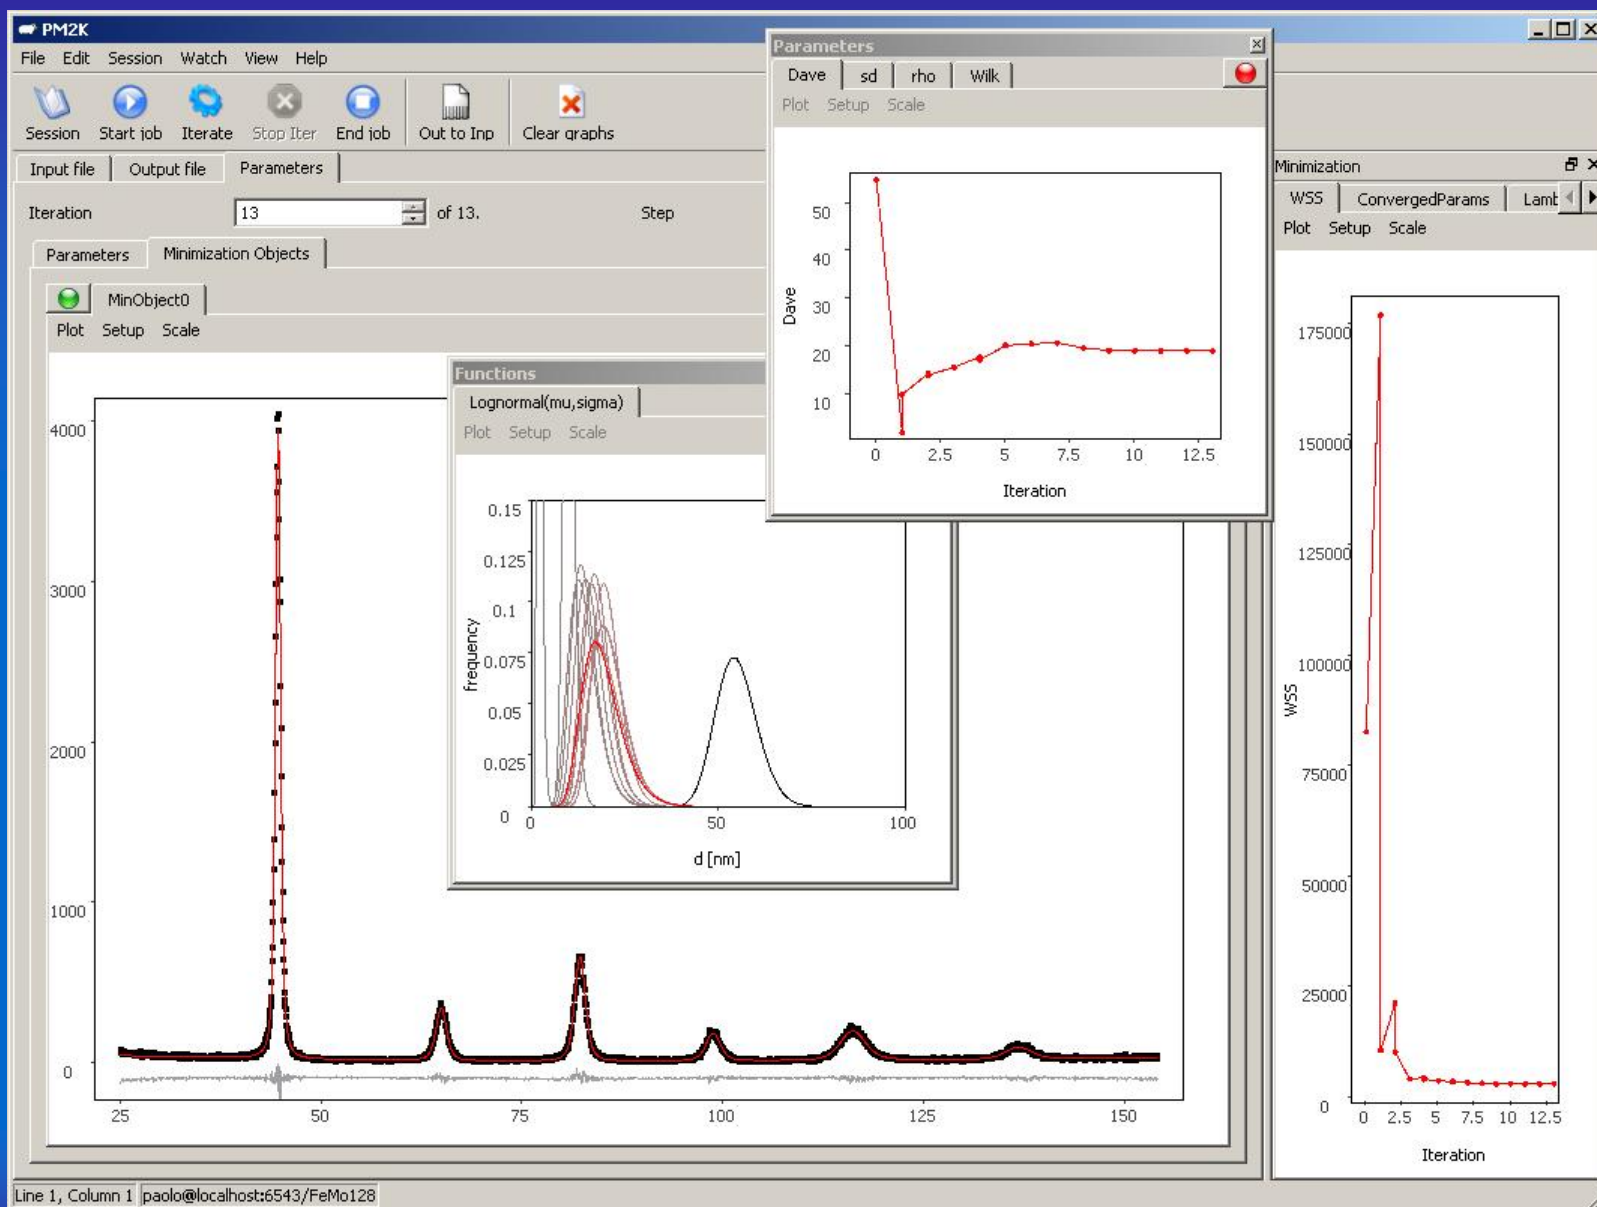 PM2K
File Edit Session Watch View Help
Session Start job Iterate Stop Iter End job Out to Inp Clear graphs
Input file Output file Parameters
Iteration 13 of 13. Step
Parameters Minimization Objects
MinObject0
Plot Setup Scale
4000
3000
2000
1000
0
25 50 75 100 125 150
Functions
Lognormal(mu,sigma)
Plot Setup Scale
frequency
0.15
0.125
0.1
0.075
0.05
0.025
0
0 50 100
d [nm]
Parameters
Dave sd rho Wilk
Plot Setup Scale
Dave
50
40
30
20
10
0 2.5 5 7.5 10 12.5
Iteration
Minimization
WSS ConvergedParams Lamb
Plot Setup Scale
WSS
175000
150000
125000
100000
75000
50000
25000
0
0 2.5 5 7.5 10 12.5
Iteration
Line 1, Column 1 paolo@localhost:6543/FeMo128